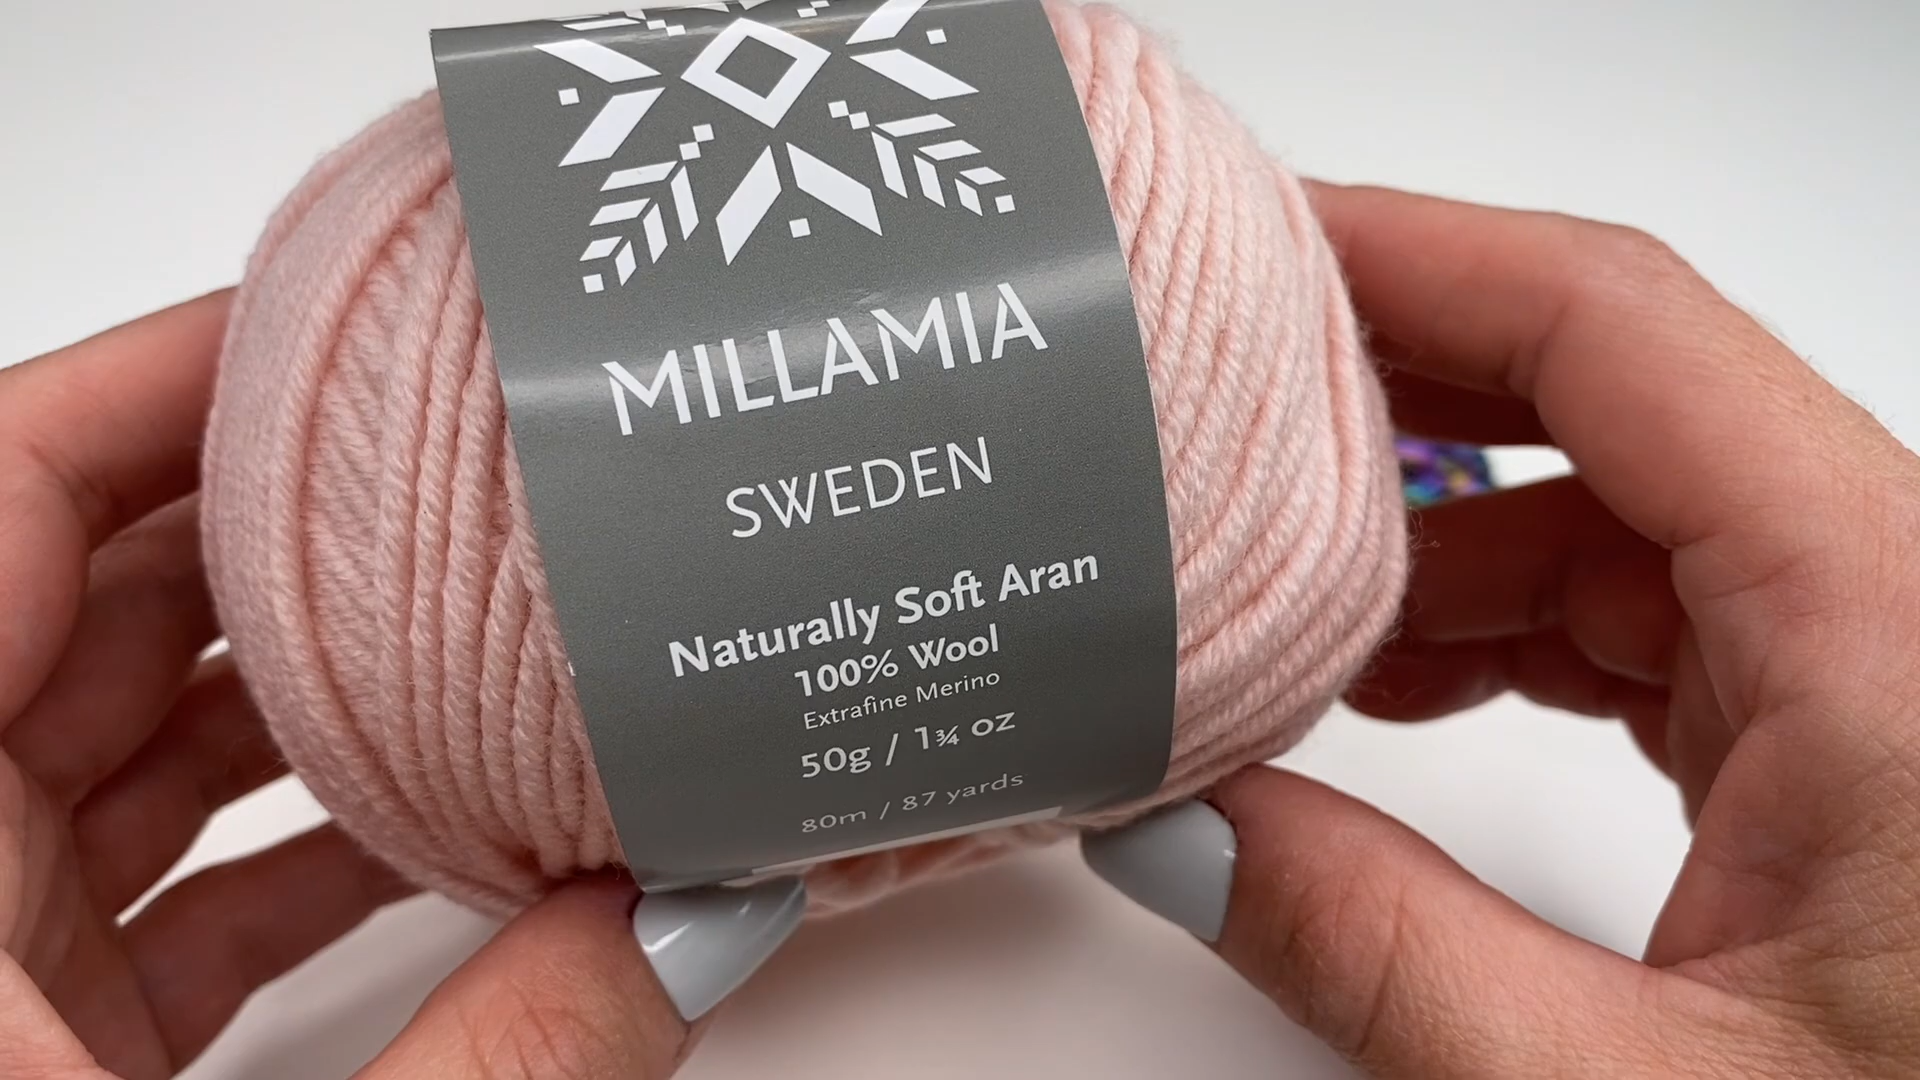 MILLAMIA
SWEDEN
Naturally Soft Aran
100% Wool
Extrafine Merino
50g / 1¾ oz
80m / 87 yards